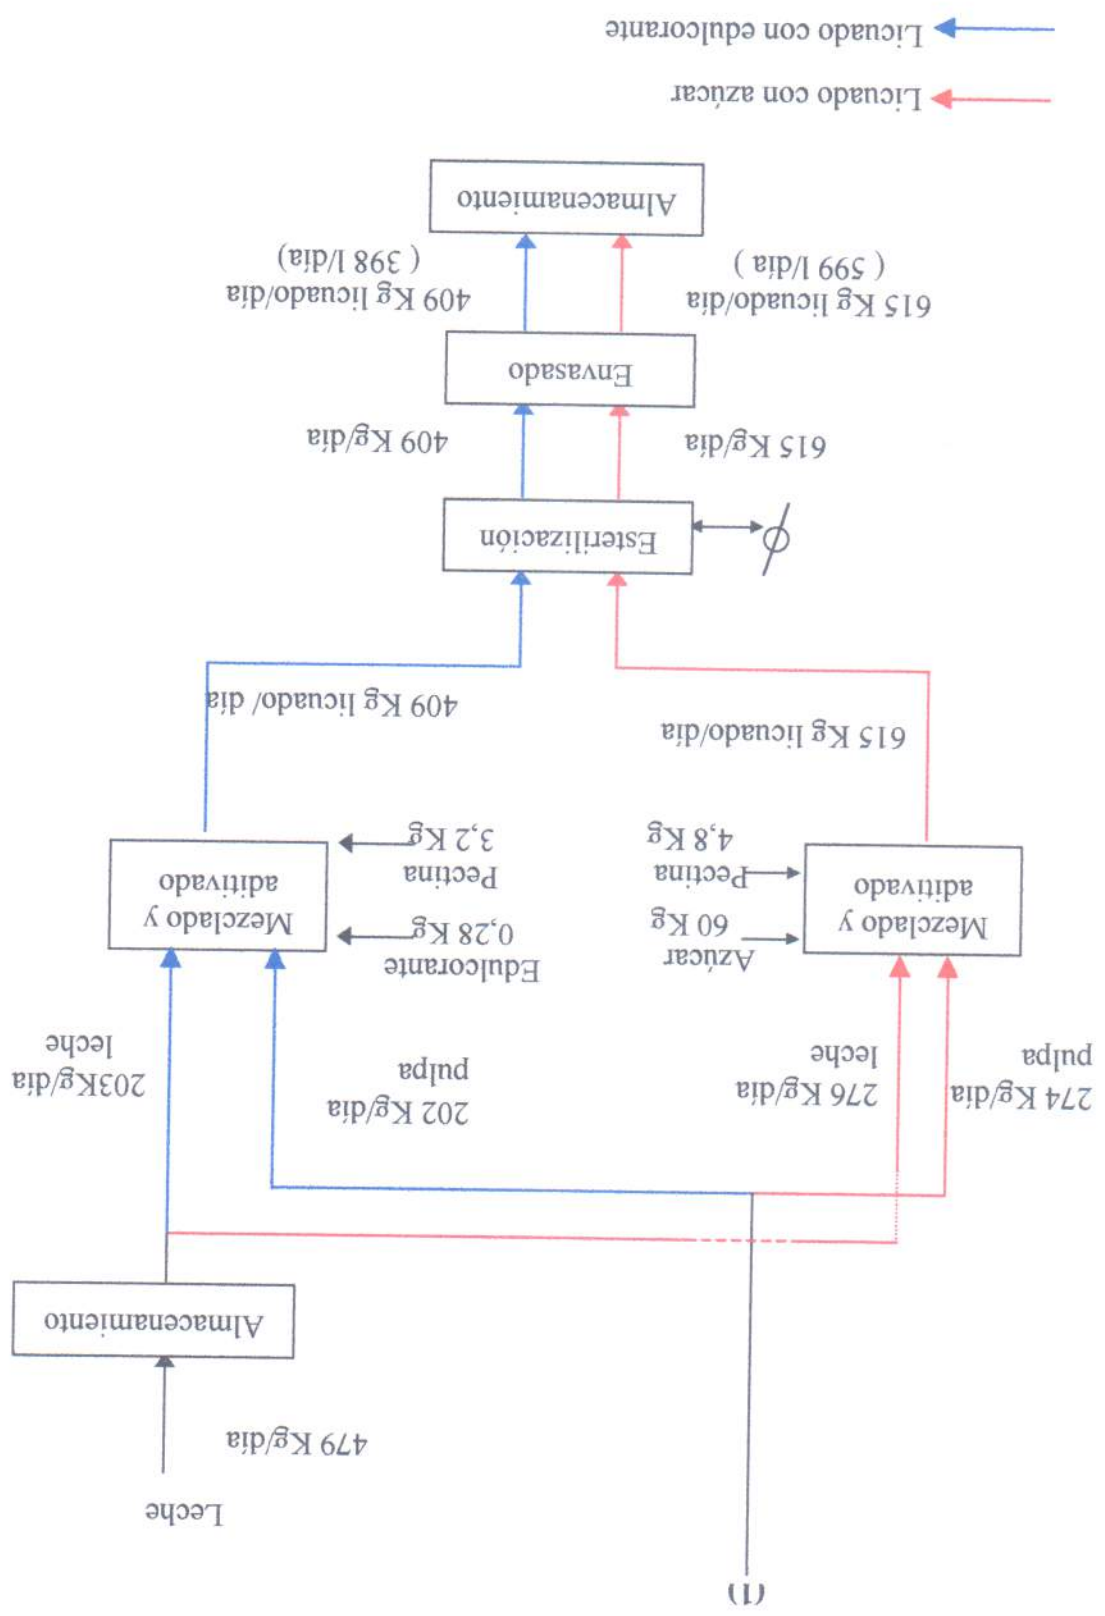 (1)
Leche
479 Kg/día
Almacenamiento
274 Kg/día
pulpa
276 Kg/día
leche
202 Kg/día
pulpa
203Kg/día
leche
Mezclado y
aditivado
Azúcar
60 Kg
Pectina
4,8 Kg
Edulcorante
0,28 Kg
Pectina
3,2 Kg
Mezclado y
aditivado
615 Kg licuado/día
409 Kg licuado/ día
Esterilización
615 Kg/día
409 Kg/día
Envasado
615 Kg licuado/día
( 599 l/día )
409 Kg licuado/día
( 398 l/día)
Almacenamiento
Licuado con azúcar
Licuado con edulcorante